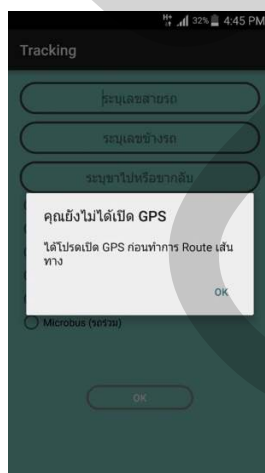 H+ 32% 4:45 PM
Tracking
ระบุเลขสายรถ
ระบุเลขข้างรถ
ระบุขาไปหรือขากลับ
คุณยังไม่ได้เปิด GPS
ได้โปรดเปิด GPS ก่อนทำการ Route เส้น
ทาง
OK
Microbus (รถร่วม)
OK